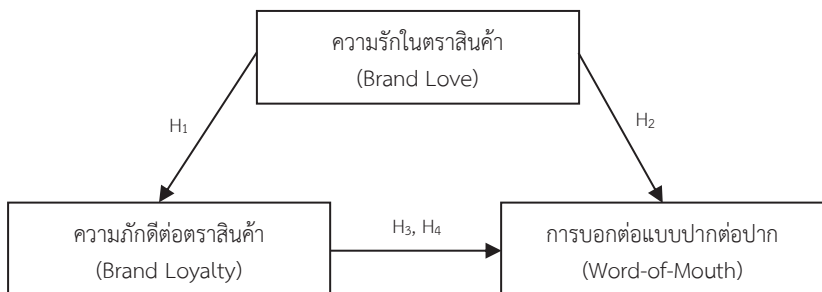 ความรักในตราสินค้า
(Brand Love)
H₁
H₂
ความภักดีต่อตราสินค้า
(Brand Loyalty)
H₃, H₄
การบอกต่อแบบปากต่อปาก
(Word-of-Mouth)